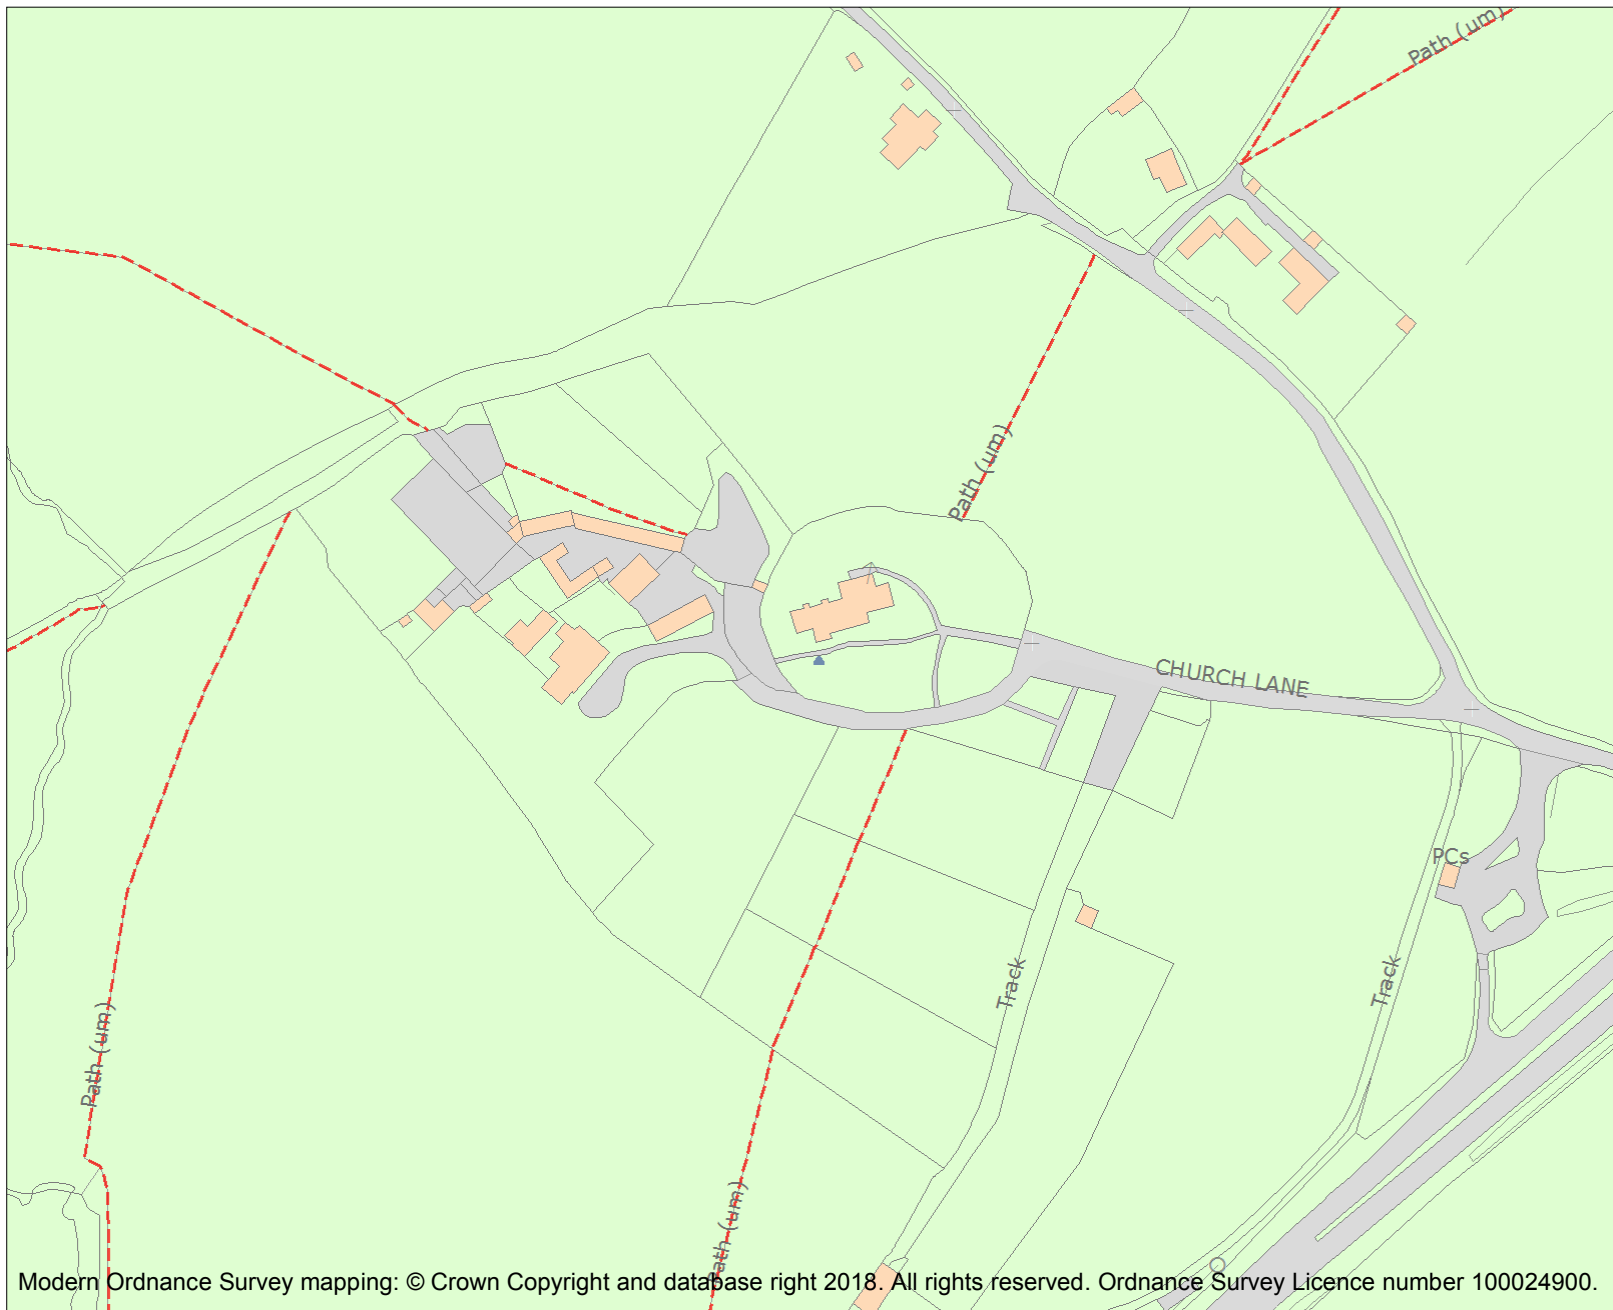 Path (um)
Path (um)
CHURCH LANE
PCs
Track
Track
Path (um)
Path (um)
Modern Ordnance Survey mapping: © Crown Copyright and database right 2018. All rights reserved. Ordnance Survey Licence number 100024900.